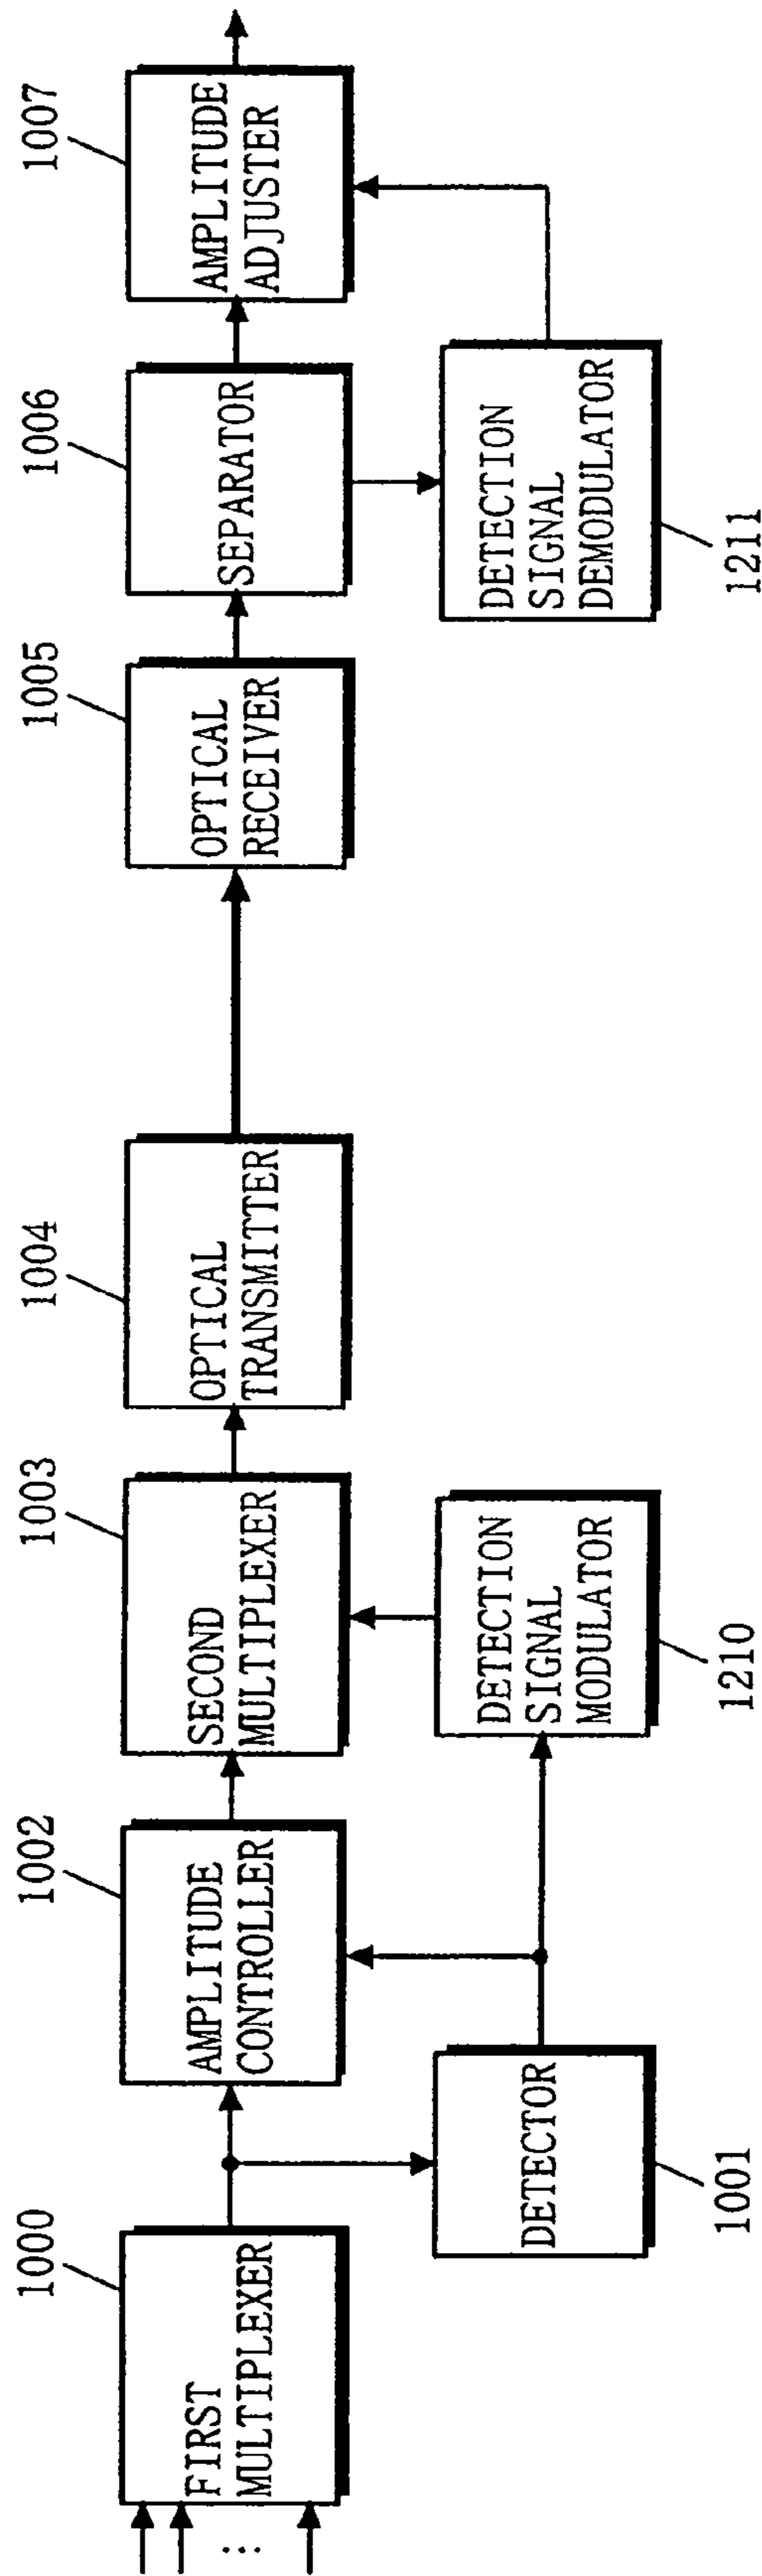 1000
FIRST
MULTIPLEXER
1002
AMPLITUDE
CONTROLLER
1003
SECOND
MULTIPLEXER
1004
OPTICAL
TRANSMITTER
1005
OPTICAL
RECEIVER
1006
SEPARATOR
1007
AMPLITUDE
ADJUSTER
DETECTOR
1001
DETECTION
SIGNAL
MODULATOR
1210
DETECTION
SIGNAL
DEMODULATOR
1211